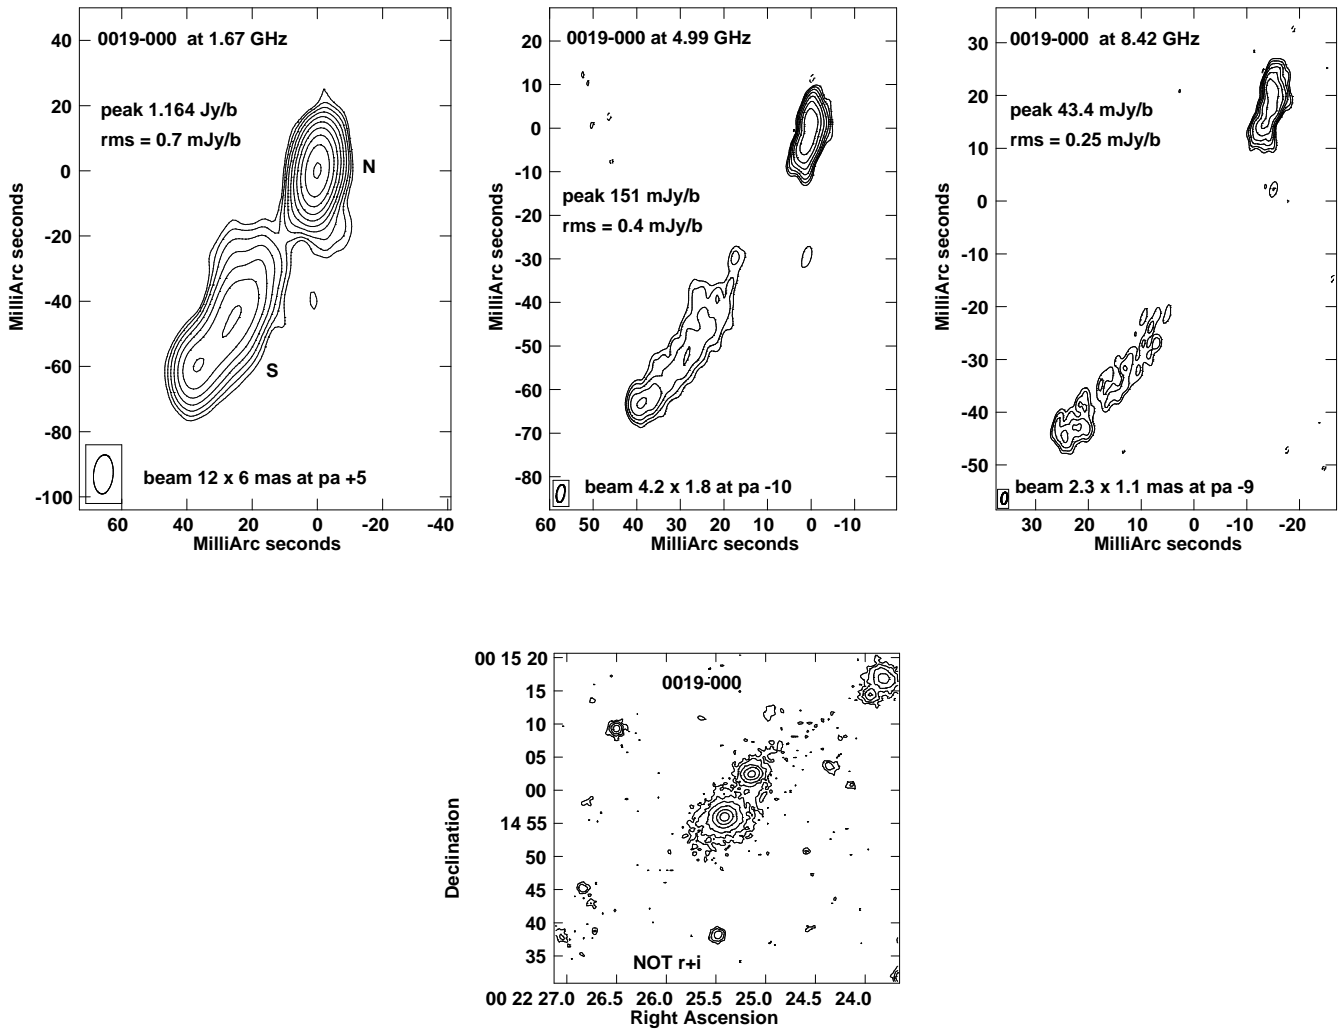 0019-000 at 1.67 GHz
peak 1.164 Jy/b
rms = 0.7 mJy/b
N
S
beam 12 x 6 mas at pa +5
40
20
0
-20
-40
-60
-80
-100
MilliArc seconds
60 40 20 0 -20 -40
MilliArc seconds
0019-000 at 4.99 GHz
peak 151 mJy/b
rms = 0.4 mJy/b
beam 4.2 x 1.8 at pa -10
20
10
0
-10
-20
-30
-40
-50
-60
-70
-80
MilliArc seconds
60 50 40 30 20 10 0 -10
MilliArc seconds
0019-000 at 8.42 GHz
peak 43.4 mJy/b
rms = 0.25 mJy/b
beam 2.3 x 1.1 mas at pa -9
30
20
10
0
-10
-20
-30
-40
-50
MilliArc seconds
30 20 10 0 -10 -20
MilliArc seconds
0019-000
NOT r+i
00 15 20
15
10
05
00
14 55
50
45
40
35
Declination
00 22 27.0 26.5 26.0 25.5 25.0 24.5 24.0
Right Ascension